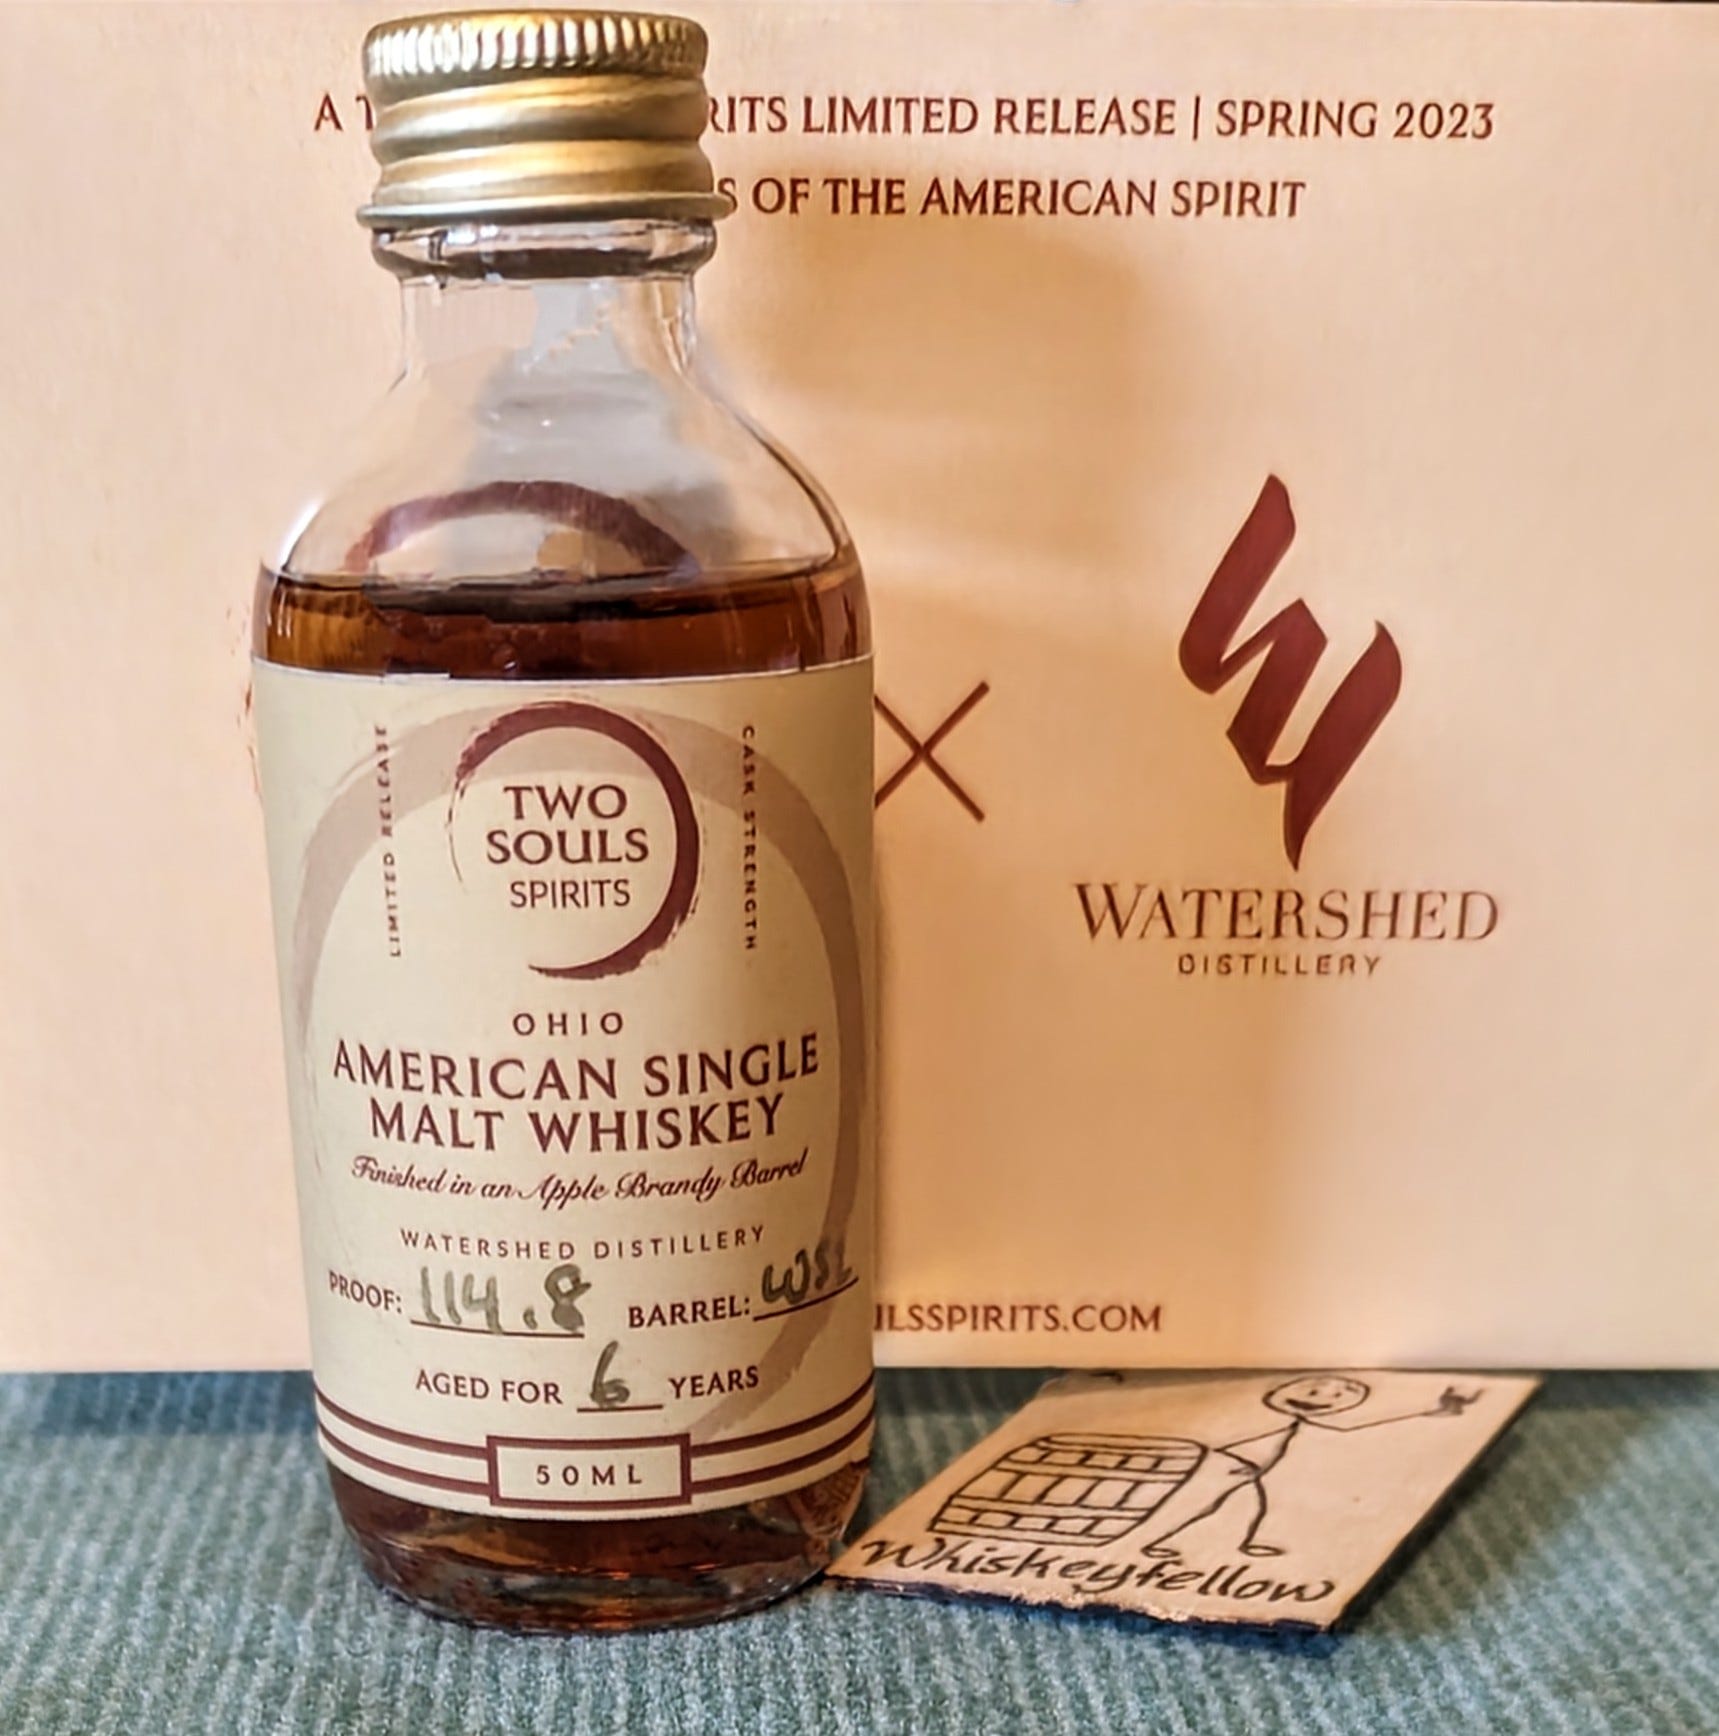 A T RITS LIMITED RELEASE | SPRING 2023
S OF THE AMERICAN SPIRIT
WATERSHED
DISTILLERY
ILSSPIRITS.COM
LIMITED RELEASE
CASK STRENGTH
TWO
SOULS
SPIRITS
OHIO
AMERICAN SINGLE
MALT WHISKEY
Finished in an Apple Brandy Barrel
WATERSHED DISTILLERY
PROOF: 114.8 BARREL:
AGED FOR 6 YEARS
50ML
Whiskeyfellow